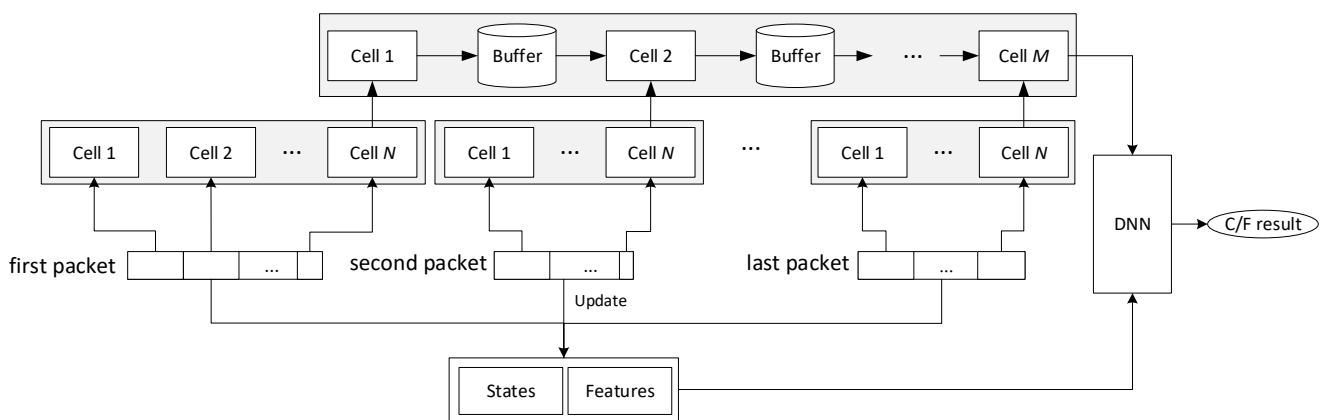 Cell 1
Buffer
Cell 2
Buffer
...
Cell M
Cell 1
Cell 2
...
Cell N
Cell 1
...
Cell N
...
Cell 1
...
Cell N
DNN
C/F result
first packet
...
second packet
...
last packet
...
Update
States
Features